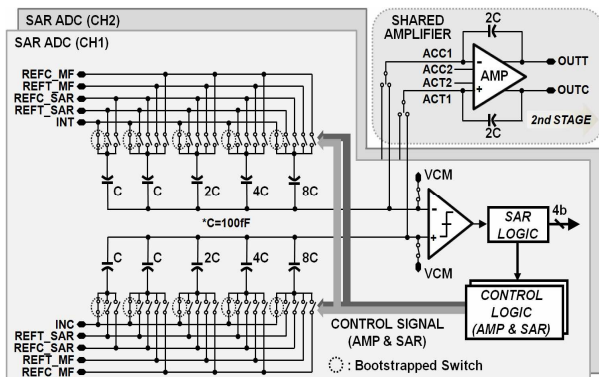 SAR ADC (CH2)
SAR ADC (CH1)
REFC_MF
REFT_MF
REFC_SAR
REFT_SAR
INT
C C 2C 4C 8C
*C=100fF
C C 2C 4C 8C
INC
REFT_SAR
REFC_SAR
REFT_MF
REFC_MF
SHARED
AMPLIFIER
2C
ACC1
ACC2
ACT2
ACT1
AMP
OUTT
OUTC
2C
2nd STAGE
VCM
VCM
SAR
LOGIC
4b
CONTROL
LOGIC
(AMP & SAR)
CONTROL SIGNAL
(AMP & SAR)
: Bootstrapped Switch